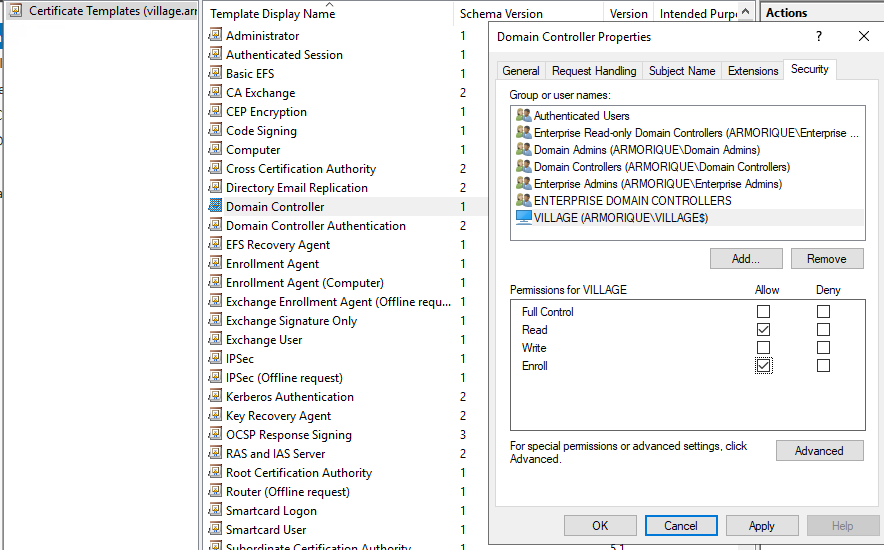 Certificate Templates (village.arr
Template Display Name Schema Version Version Intended Purp
Actions
Administrator 1
Authenticated Session 1
Basic EFS 1
CA Exchange 2
CEP Encryption 1
Code Signing 1
Computer 1
Cross Certification Authority 2
Directory Email Replication 2
Domain Controller 1
Domain Controller Authentication 2
EFS Recovery Agent 1
Enrollment Agent 1
Enrollment Agent (Computer) 1
Exchange Enrollment Agent (Offline requ... 1
Exchange Signature Only 1
Exchange User 1
IPSec 1
IPSec (Offline request) 1
Kerberos Authentication 2
Key Recovery Agent 2
OCSP Response Signing 3
RAS and IAS Server 2
Root Certification Authority 1
Router (Offline request) 1
Smartcard Logon 1
Smartcard User 1
Subordinate Certification Authority 1 5.1
Domain Controller Properties ?
General Request Handling Subject Name Extensions Security
Group or user names:
Authenticated Users
Enterprise Read-only Domain Controllers (ARMORIQUE\Enterprise ...
Domain Admins (ARMORIQUE\Domain Admins)
Domain Controllers (ARMORIQUE\Domain Controllers)
Enterprise Admins (ARMORIQUE\Enterprise Admins)
ENTERPRISE DOMAIN CONTROLLERS
VILLAGE (ARMORIQUE\VILLAGE$)
Add... Remove
Permissions for VILLAGE Allow Deny
Full Control
Read
Write
Enroll
For special permissions or advanced settings, click
Advanced.
Advanced
OK Cancel Apply Help